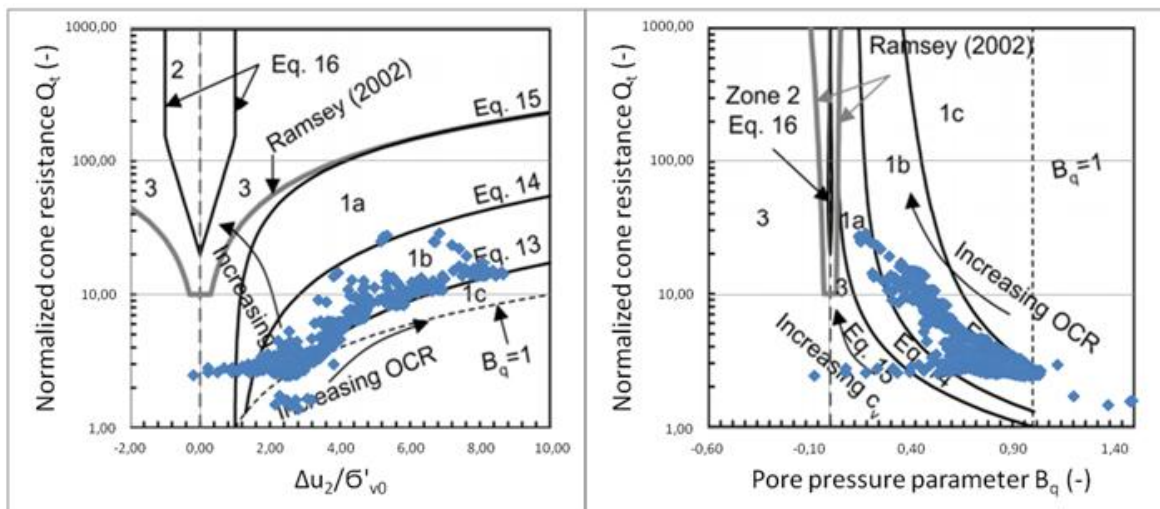 Normalized cone resistance Qt (-)
1000,00
100,00
10,00
1,00
2
Eq. 16
Ramsey (2002)
Eq. 15
3
3
1a
Eq. 14
Increasing
1b
Eq. 13
1c
Increasing OCR
Bq=1
-2,00 0,00 2,00 4,00 6,00 8,00 10,00
Δu2/б'v0
Normalized cone resistance Qt (-)
1000,00
100,00
10,00
1,00
Ramsey (2002)
Zone 2
Eq. 16
1c
1b
Bq=1
3
1a
3
Increasing OCR
Increasing cv
Eq. 15
-0,60 -0,10 0,40 0,90 1,40
Pore pressure parameter Bq (-)